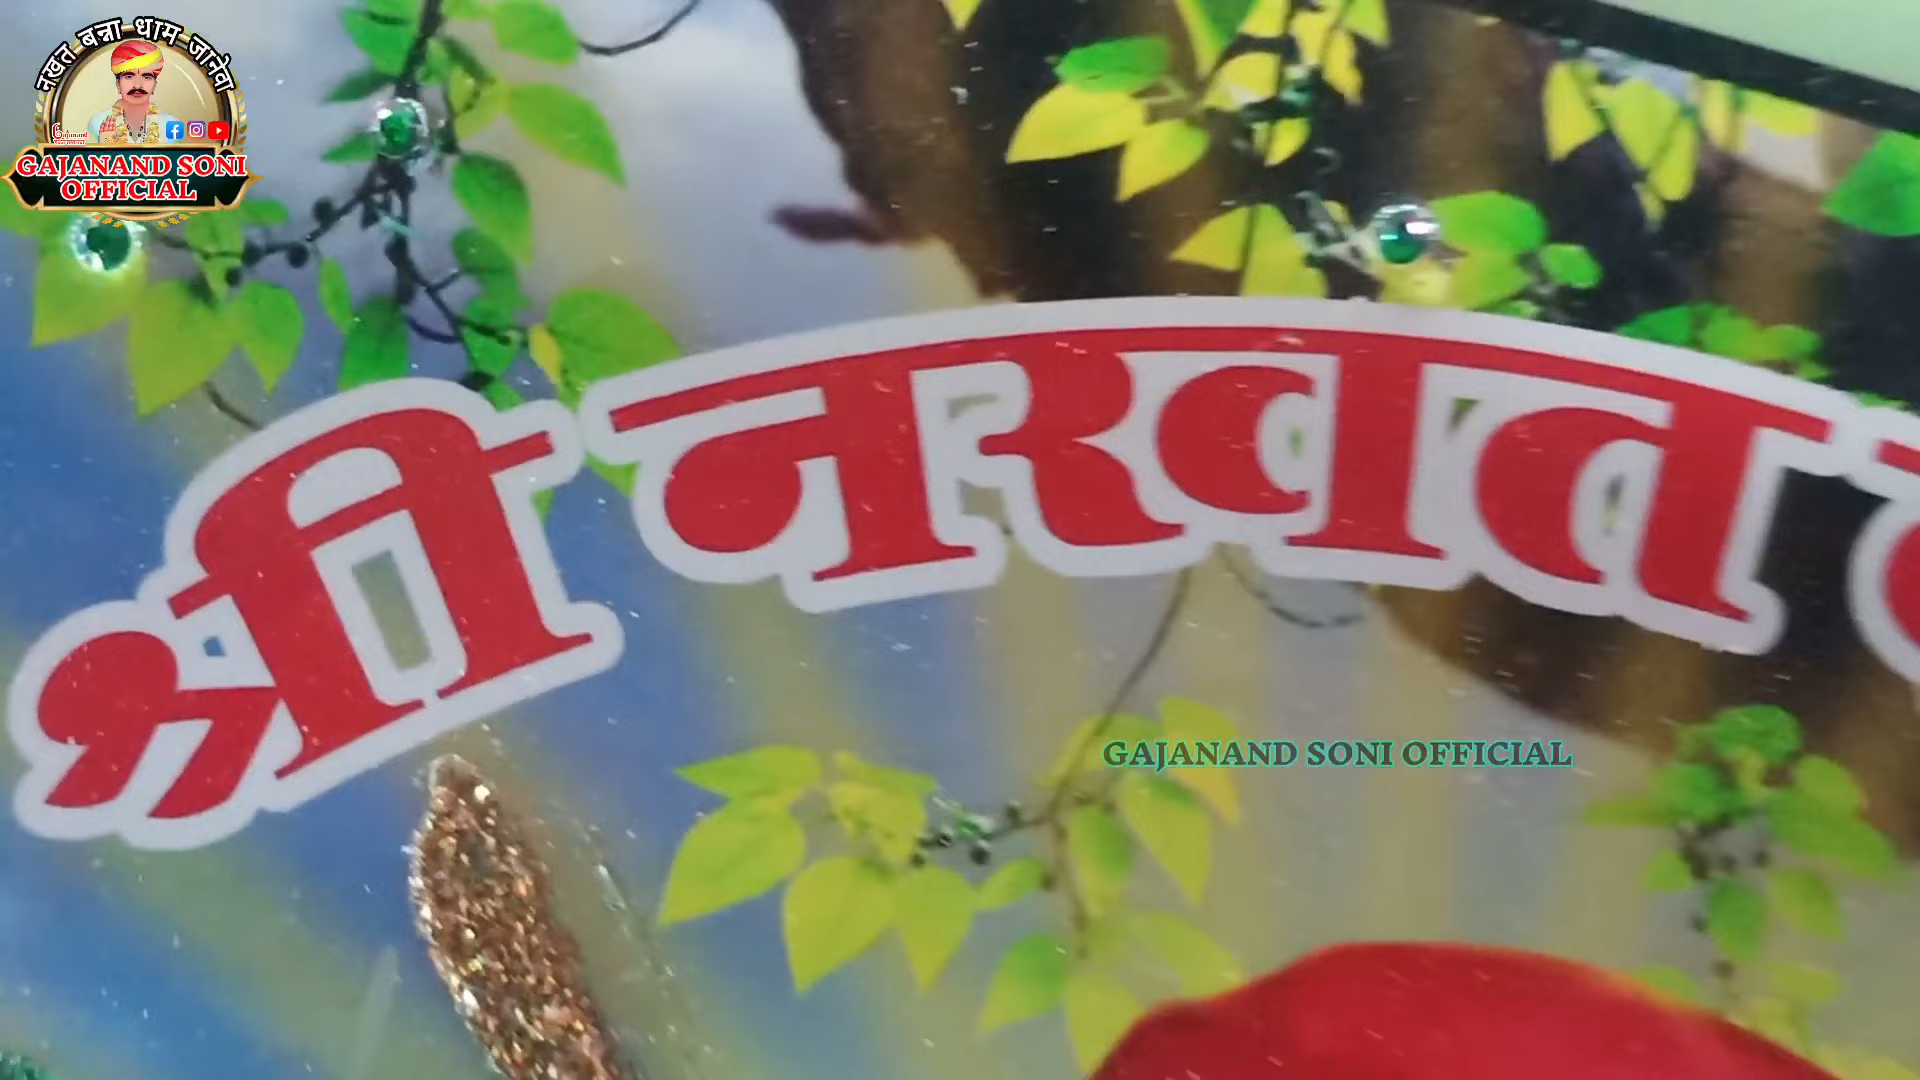 नखत बन्ना धाम जानेवा
GAJANAND SONI
OFFICIAL
श्री नखत
GAJANAND SONI OFFICIAL